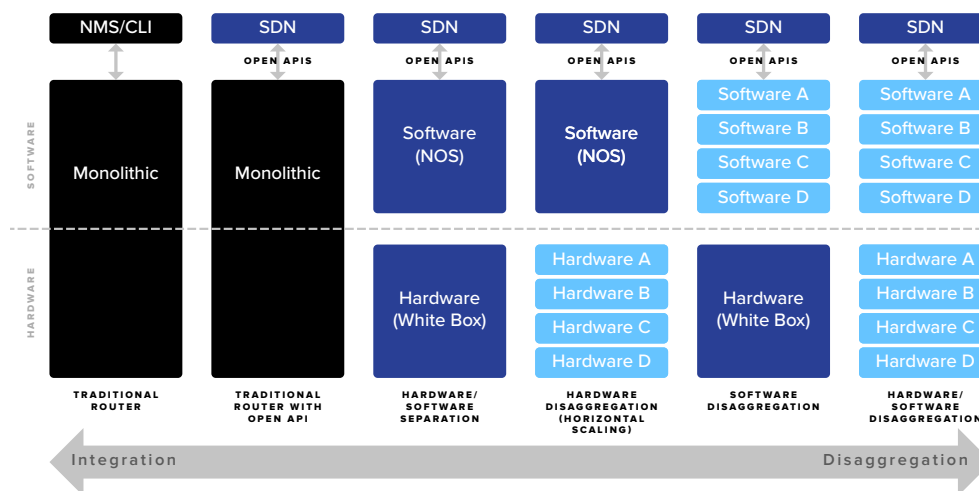 NMS/CLI
SDN
SDN
SDN
SDN
SDN
OPEN APIS
OPEN APIS
OPEN APIS
OPEN APIS
OPEN APIS
SOFTWARE
Monolithic
Monolithic
Software
(NOS)
Software
(NOS)
Software A
Software B
Software C
Software D
Software A
Software B
Software C
Software D
HARDWARE
Hardware
(White Box)
Hardware A
Hardware B
Hardware C
Hardware D
Hardware
(White Box)
Hardware A
Hardware B
Hardware C
Hardware D
TRADITIONAL
ROUTER
TRADITIONAL
ROUTER WITH
OPEN API
HARDWARE/
SOFTWARE
SEPARATION
HARDWARE
DISAGGREGATION
(HORIZONTAL
SCALING)
SOFTWARE
DISAGGREGATION
HARDWARE/
SOFTWARE
DISAGGREGATION
Integration
Disaggregation